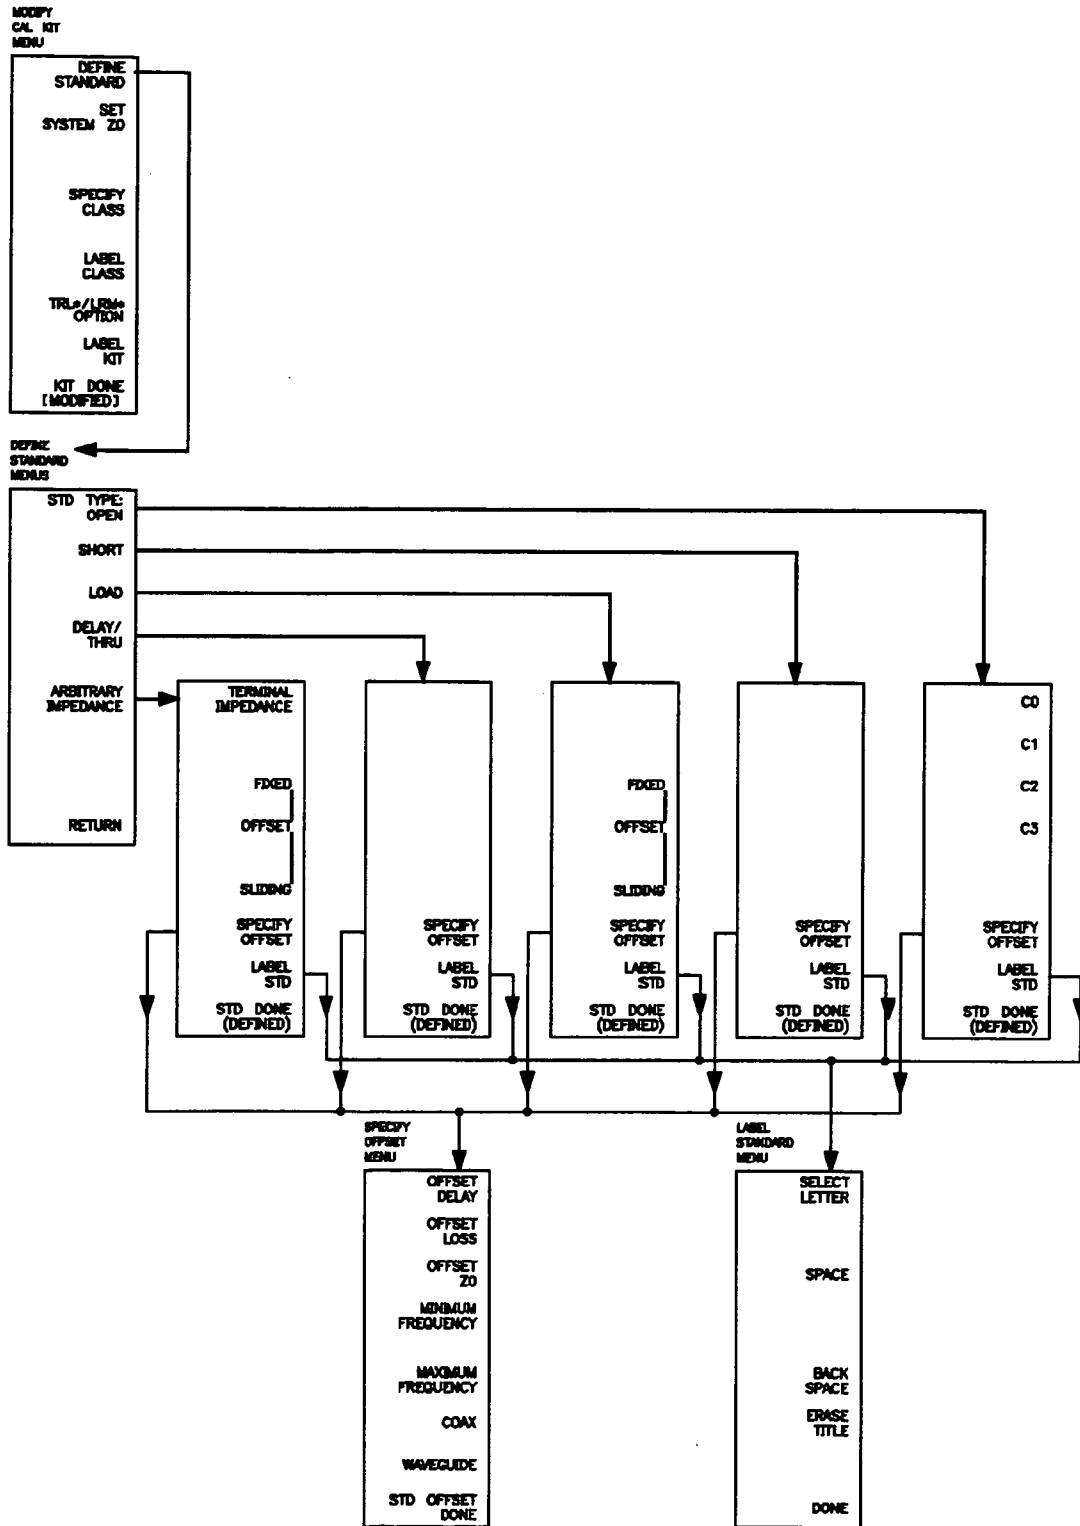 MODIFY
CAL KIT
MENU
DEFINE
STANDARD
SET
SYSTEM ZO
SPECIFY
CLASS
LABEL
CLASS
TRL*/LRM*
OPTION
LABEL
KIT
KIT DONE
[MODIFIED]
DEFINE
STANDARD
MENUS
STD TYPE:
OPEN
SHORT
LOAD
DELAY/
THRU
ARBITRARY
IMPEDANCE
RETURN
TERMINAL
IMPEDANCE
FIXED
OFFSET
SLIDING
SPECIFY
OFFSET
LABEL
STD
STD DONE
(DEFINED)
SPECIFY
OFFSET
LABEL
STD
STD DONE
(DEFINED)
FIXED
OFFSET
SLIDING
SPECIFY
OFFSET
LABEL
STD
STD DONE
(DEFINED)
SPECIFY
OFFSET
LABEL
STD
STD DONE
(DEFINED)
C0
C1
C2
C3
SPECIFY
OFFSET
LABEL
STD
STD DONE
(DEFINED)
SPECIFY
OFFSET
MENU
OFFSET
DELAY
OFFSET
LOSS
OFFSET
ZO
MINIMUM
FREQUENCY
MAXIMUM
FREQUENCY
COAX
WAVEGUIDE
STD OFFSET
DONE
LABEL
STANDARD
MENU
SELECT
LETTER
SPACE
BACK
SPACE
ERASE
TITLE
DONE